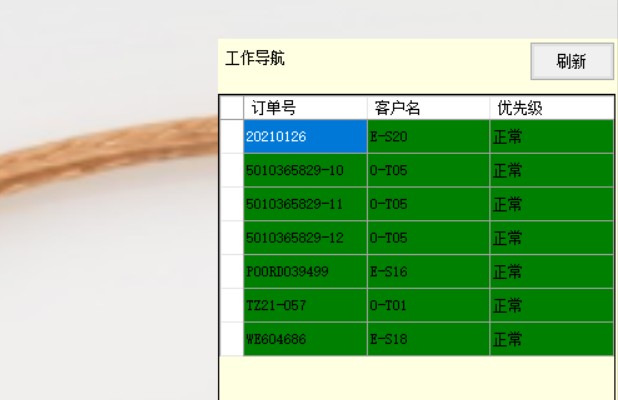 工作导航
刷新
订单号 客户名 优先级
20210126 E-S20 正常
5010365829-10 O-T05 正常
5010365829-11 O-T05 正常
5010365829-12 O-T05 正常
POORD039499 E-S16 正常
TZ21-057 O-T01 正常
WE604686 E-S18 正常